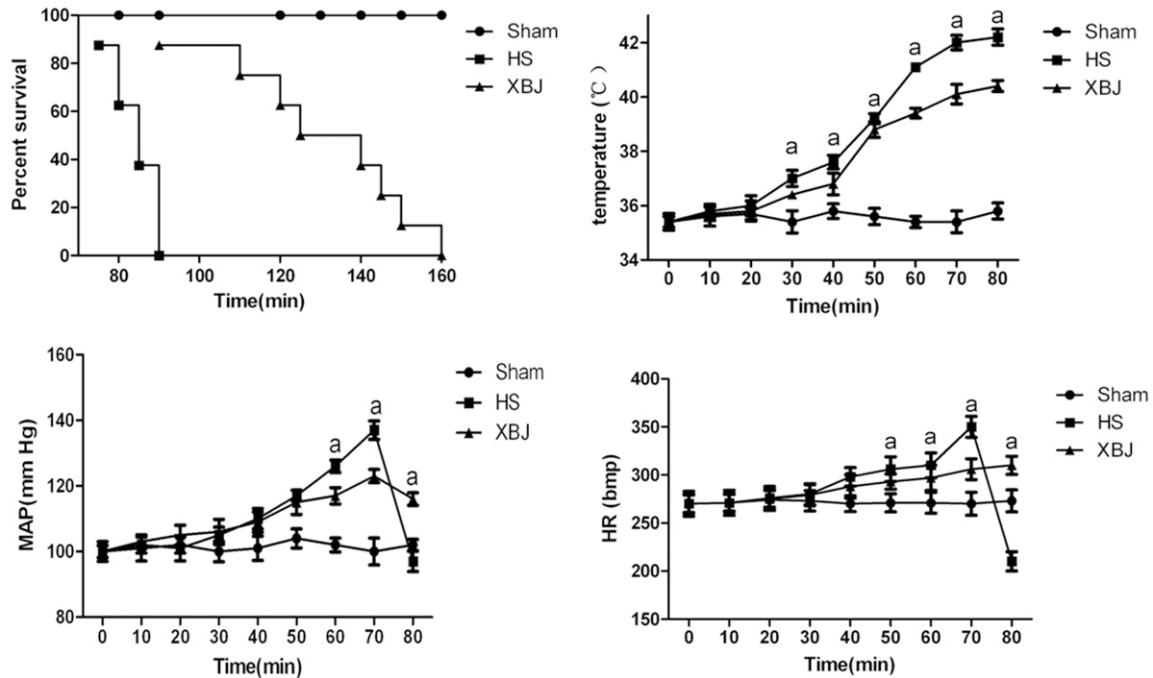 100
80
60
40
20
0
Percent survival
80 100 120 140 160
Time(min)
Sham
HS
XBJ
42
40
38
36
34
temperature (℃)
a a a a a a
0 10 20 30 40 50 60 70 80
Time(min)
Sham
HS
XBJ
160
140
120
100
80
MAP(mm Hg)
a a a
0 10 20 30 40 50 60 70 80
Time(min)
Sham
HS
XBJ
400
350
300
250
200
150
HR (bmp)
a a a a
0 10 20 30 40 50 60 70 80
Time(min)
Sham
HS
XBJ